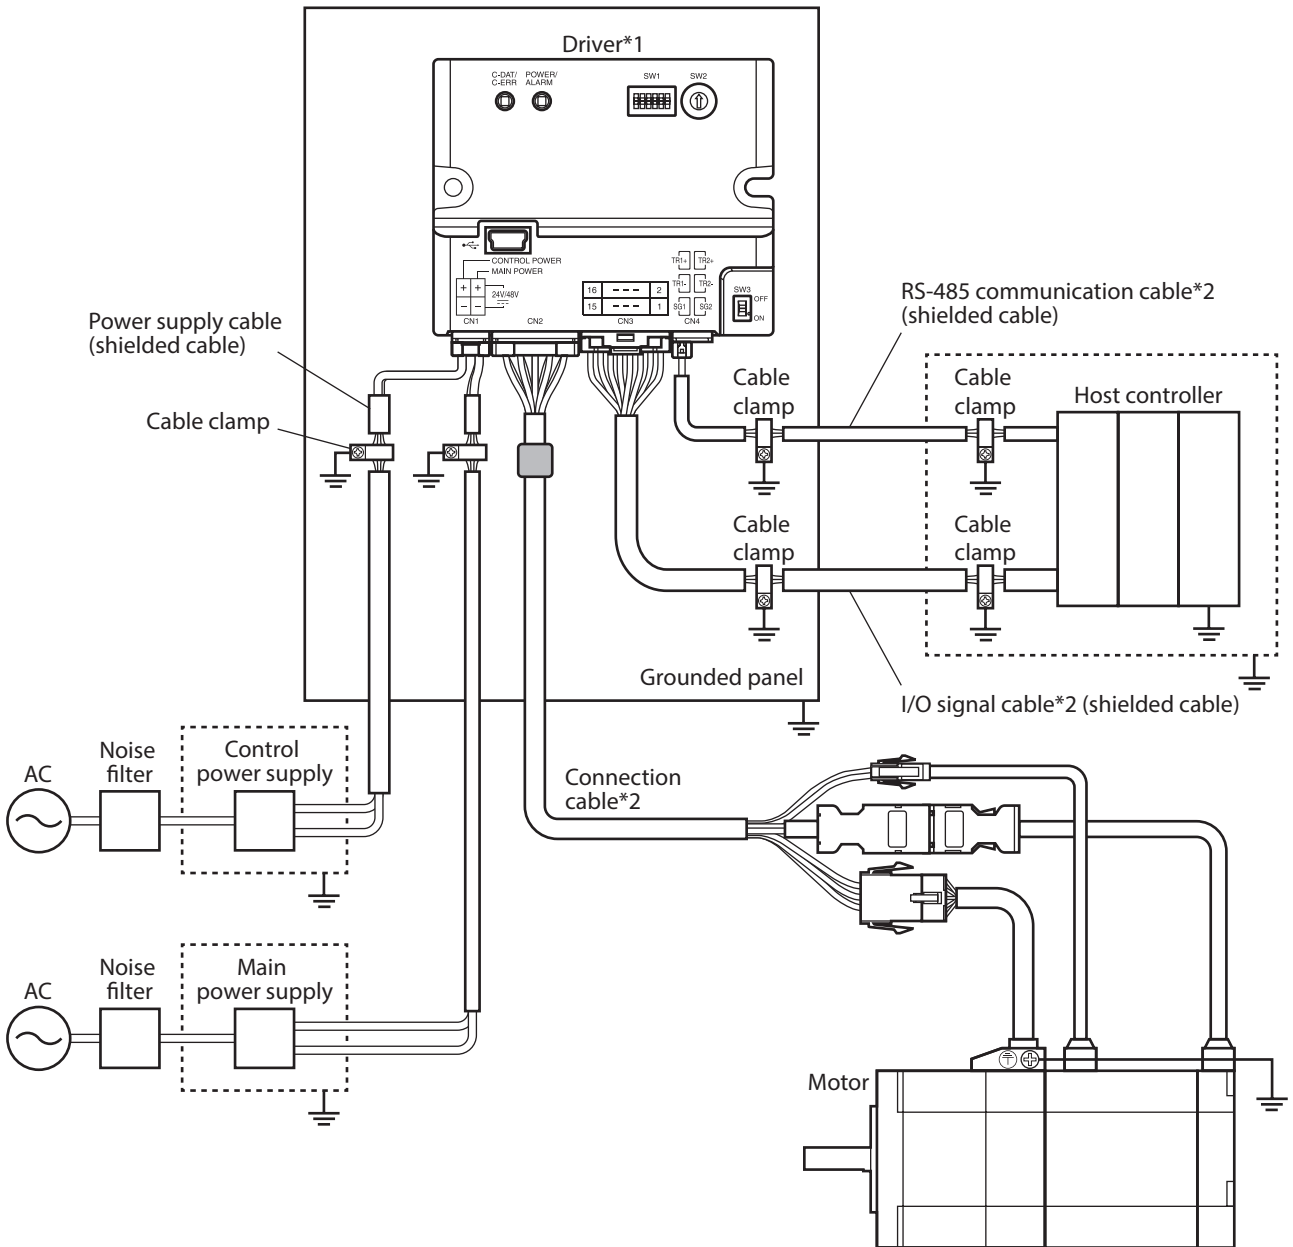 Driver*1
C-DAT/ POWER/
C-ERR ALARM
SW1 SW2
CONTROL POWER
MAIN POWER
+ +
24V/48V
- -
CN1 CN2 CN3 CN4
16 --- 2
15 --- 1
TR1+ TR2+
TR1- TR2-
SG1 SG2
SW3
OFF
ON
Power supply cable
(shielded cable)
Cable clamp
RS-485 communication cable*2
(shielded cable)
Cable
clamp
Cable
clamp
Host controller
Cable
clamp
Cable
clamp
Grounded panel
I/O signal cable*2 (shielded cable)
AC
Noise
filter
Control
power supply
Connection
cable*2
AC
Noise
filter
Main
power supply
Motor